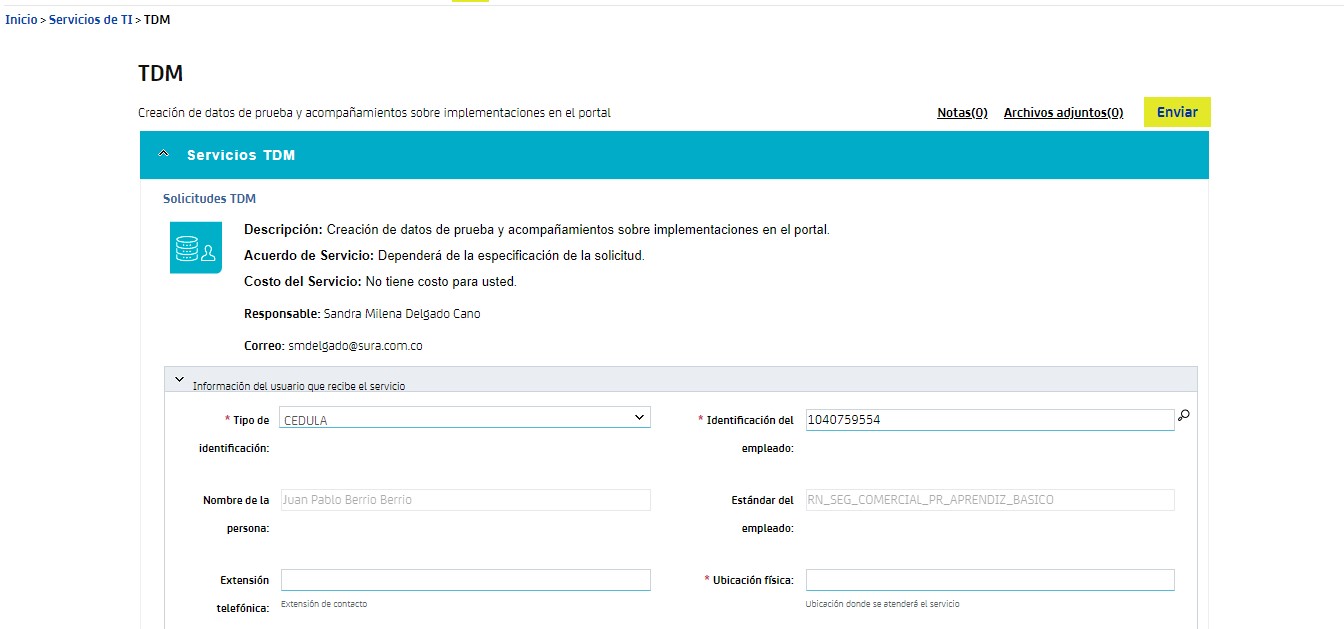 Inicio > Servicios de TI > TDM
TDM
Creación de datos de prueba y acompañamientos sobre implementaciones en el portal
Notas(0) Archivos adjuntos(0) Enviar
Servicios TDM
Solicitudes TDM
Descripción: Creación de datos de prueba y acompañamientos sobre implementaciones en el portal.
Acuerdo de Servicio: Dependerá de la especificación de la solicitud.
Costo del Servicio: No tiene costo para usted.
Responsable: Sandra Milena Delgado Cano
Correo: smdelgado@sura.com.co
Información del usuario que recibe el servicio
* Tipo de identificación: CEDULA
* Identificación del empleado: 1040759554
Nombre de la persona: Juan Pablo Berrio Berrio
Estándar del empleado: RN_SEG_COMERCIAL_PR_APRENDIZ_BASICO
Extensión telefónica:
Extensión de contacto
* Ubicación física:
Ubicación donde se atenderá el servicio